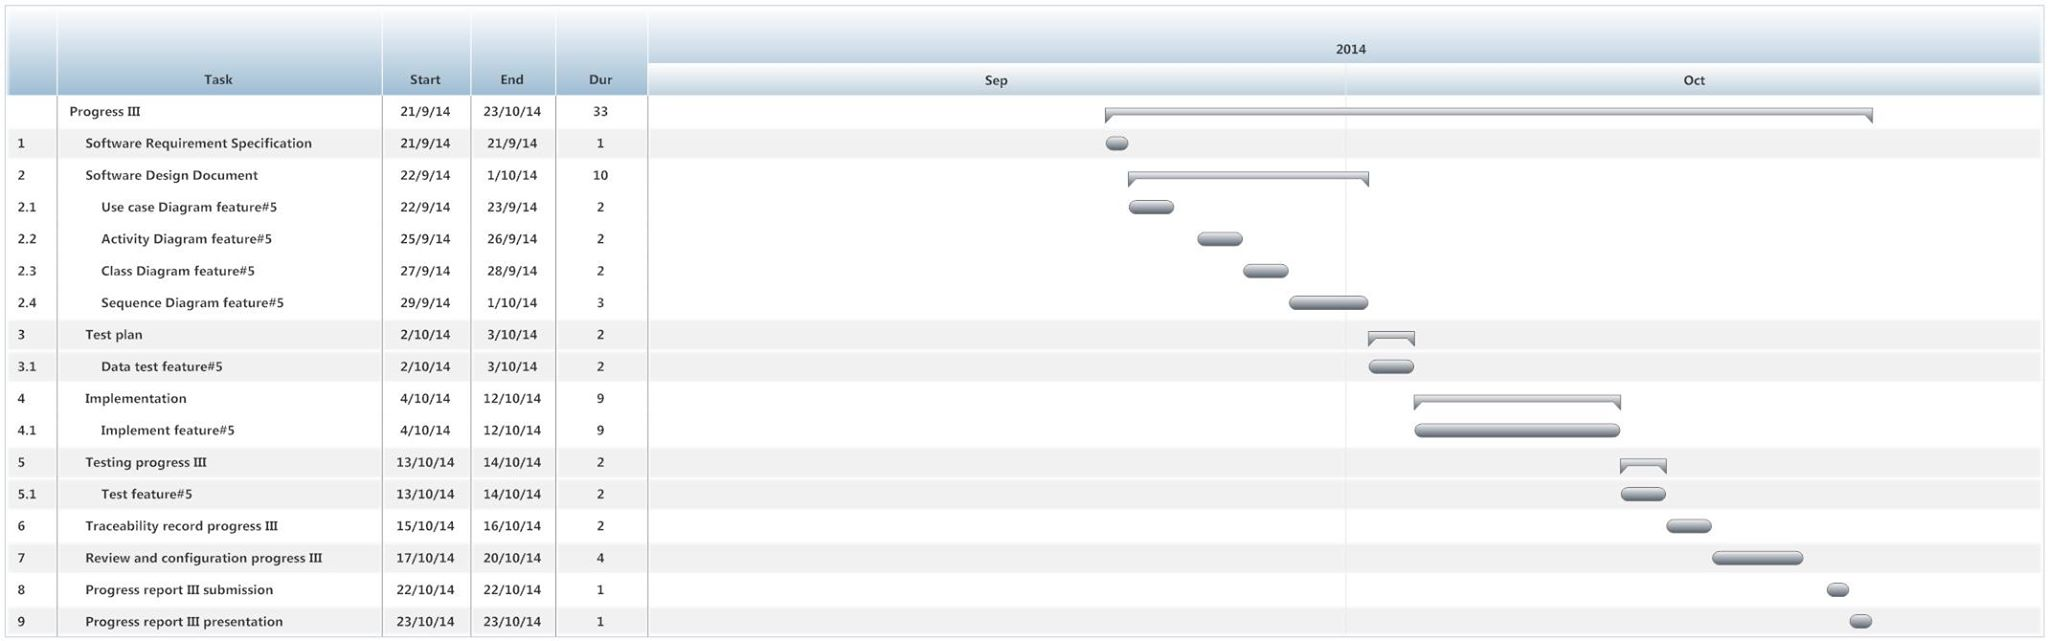 2014
Task Start End Dur Sep Oct
Progress III 21/9/14 23/10/14 33
1 Software Requirement Specification 21/9/14 21/9/14 1
2 Software Design Document 22/9/14 1/10/14 10
2.1 Use case Diagram feature#5 22/9/14 23/9/14 2
2.2 Activity Diagram feature#5 25/9/14 26/9/14 2
2.3 Class Diagram feature#5 27/9/14 28/9/14 2
2.4 Sequence Diagram feature#5 29/9/14 1/10/14 3
3 Test plan 2/10/14 3/10/14 2
3.1 Data test feature#5 2/10/14 3/10/14 2
4 Implementation 4/10/14 12/10/14 9
4.1 Implement feature#5 4/10/14 12/10/14 9
5 Testing progress III 13/10/14 14/10/14 2
5.1 Test feature#5 13/10/14 14/10/14 2
6 Traceability record progress III 15/10/14 16/10/14 2
7 Review and configuration progress III 17/10/14 20/10/14 4
8 Progress report III submission 22/10/14 22/10/14 1
9 Progress report III presentation 23/10/14 23/10/14 1